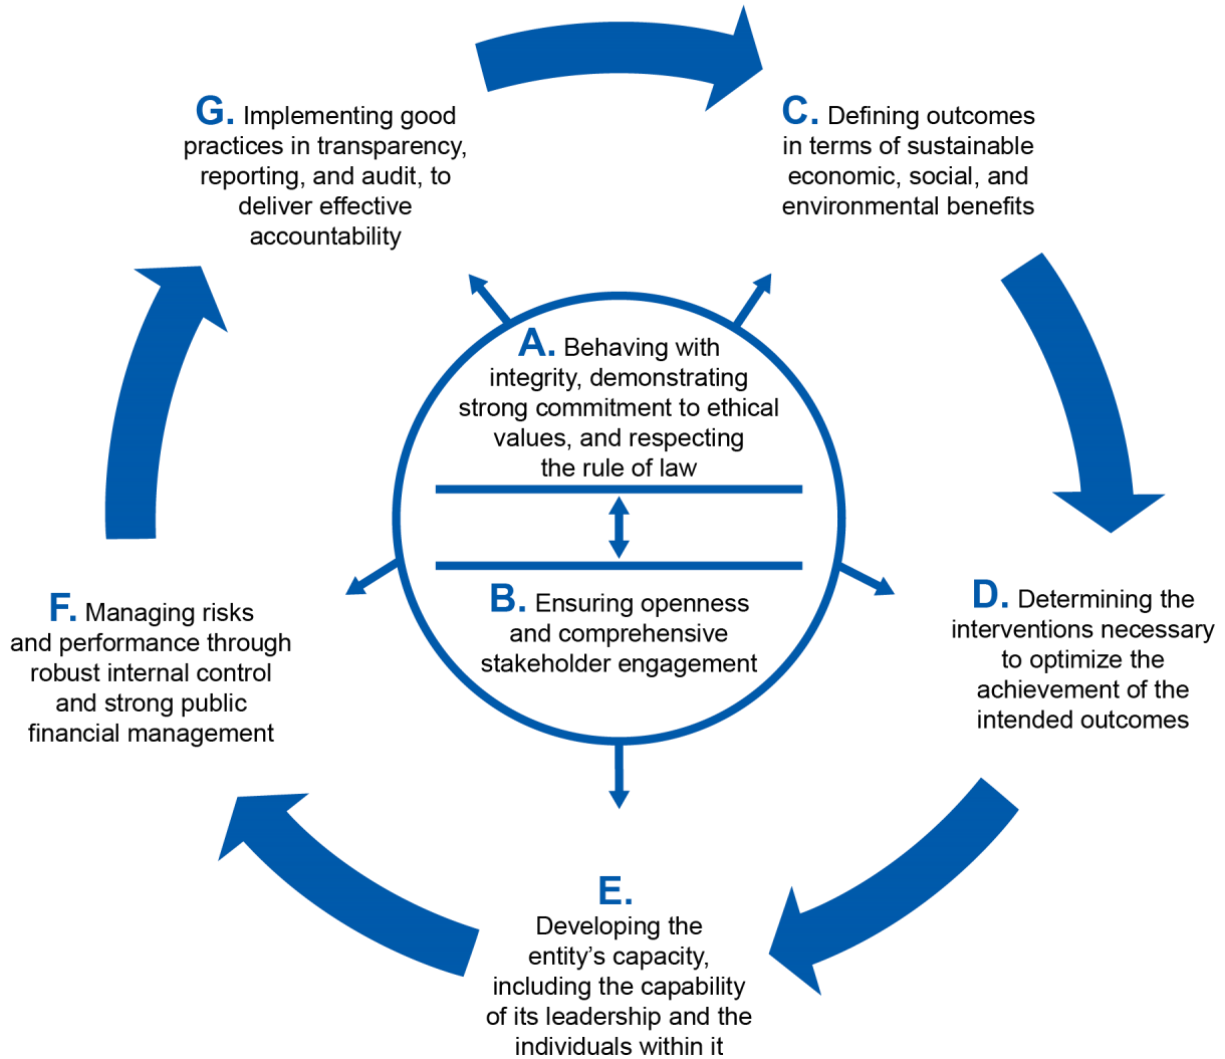 A. Behaving with
integrity, demonstrating
strong commitment to ethical
values, and respecting
the rule of law
B. Ensuring openness
and comprehensive
stakeholder engagement
C. Defining outcomes
in terms of sustainable
economic, social, and
environmental benefits
D. Determining the
interventions necessary
to optimize the
achievement of the
intended outcomes
E.
Developing the
entity’s capacity,
including the capability
of its leadership and the
individuals within it
F. Managing risks
and performance through
robust internal control
and strong public
financial management
G. Implementing good
practices in transparency,
reporting, and audit, to
deliver effective
accountability